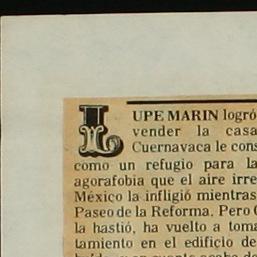 LUPE MARIN logró
vender la casa
Cuernavaca le cons
como un refugio para la
agorafobia que el aire irre
México la infligió mientras
Paseo de la Reforma. Pero
la hastió, ha vuelto a toma
tamiento en el edificio de